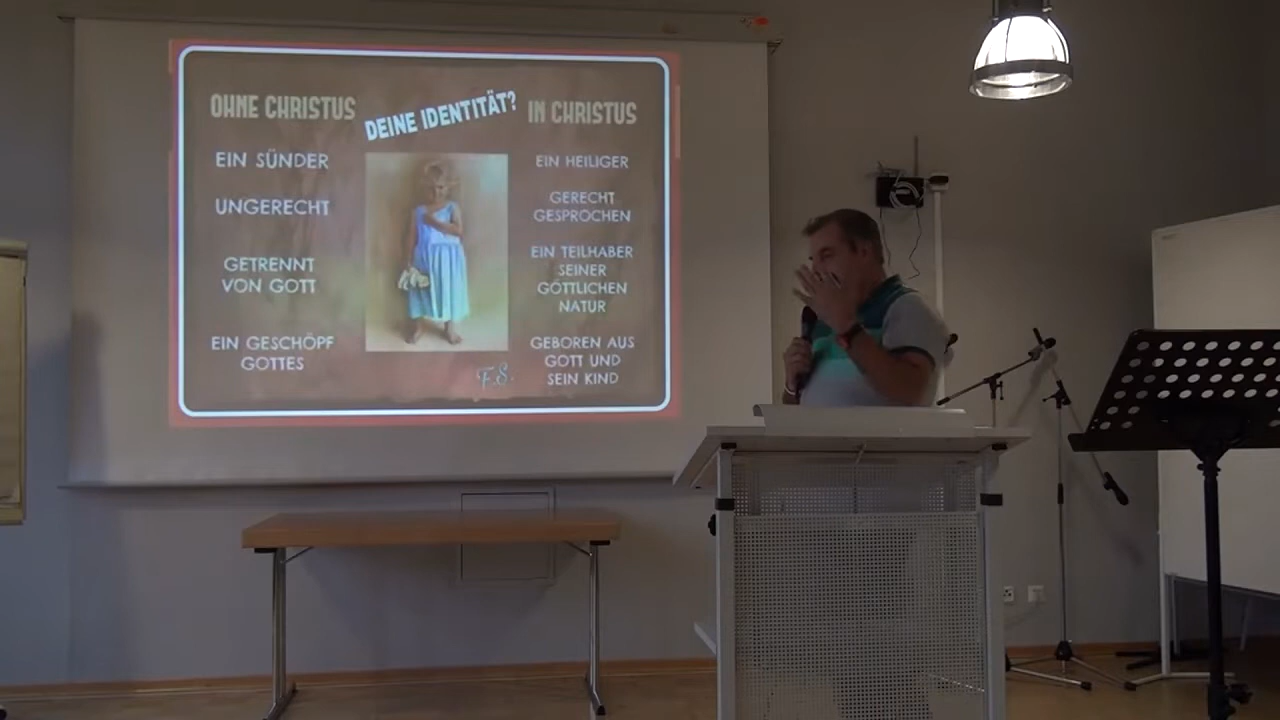 OHNE CHRISTUS
DEINE IDENTITÄT?
IN CHRISTUS
EIN SÜNDER
UNGERECHT
GETRENNT
VON GOTT
EIN GESCHÖPF
GOTTES
EIN HEILIGER
GERECHT
GESPROCHEN
EIN TEILHABER
SEINER
GÖTTLICHEN
NATUR
GEBOREN AUS
GOTT UND
SEIN KIND
F.S.